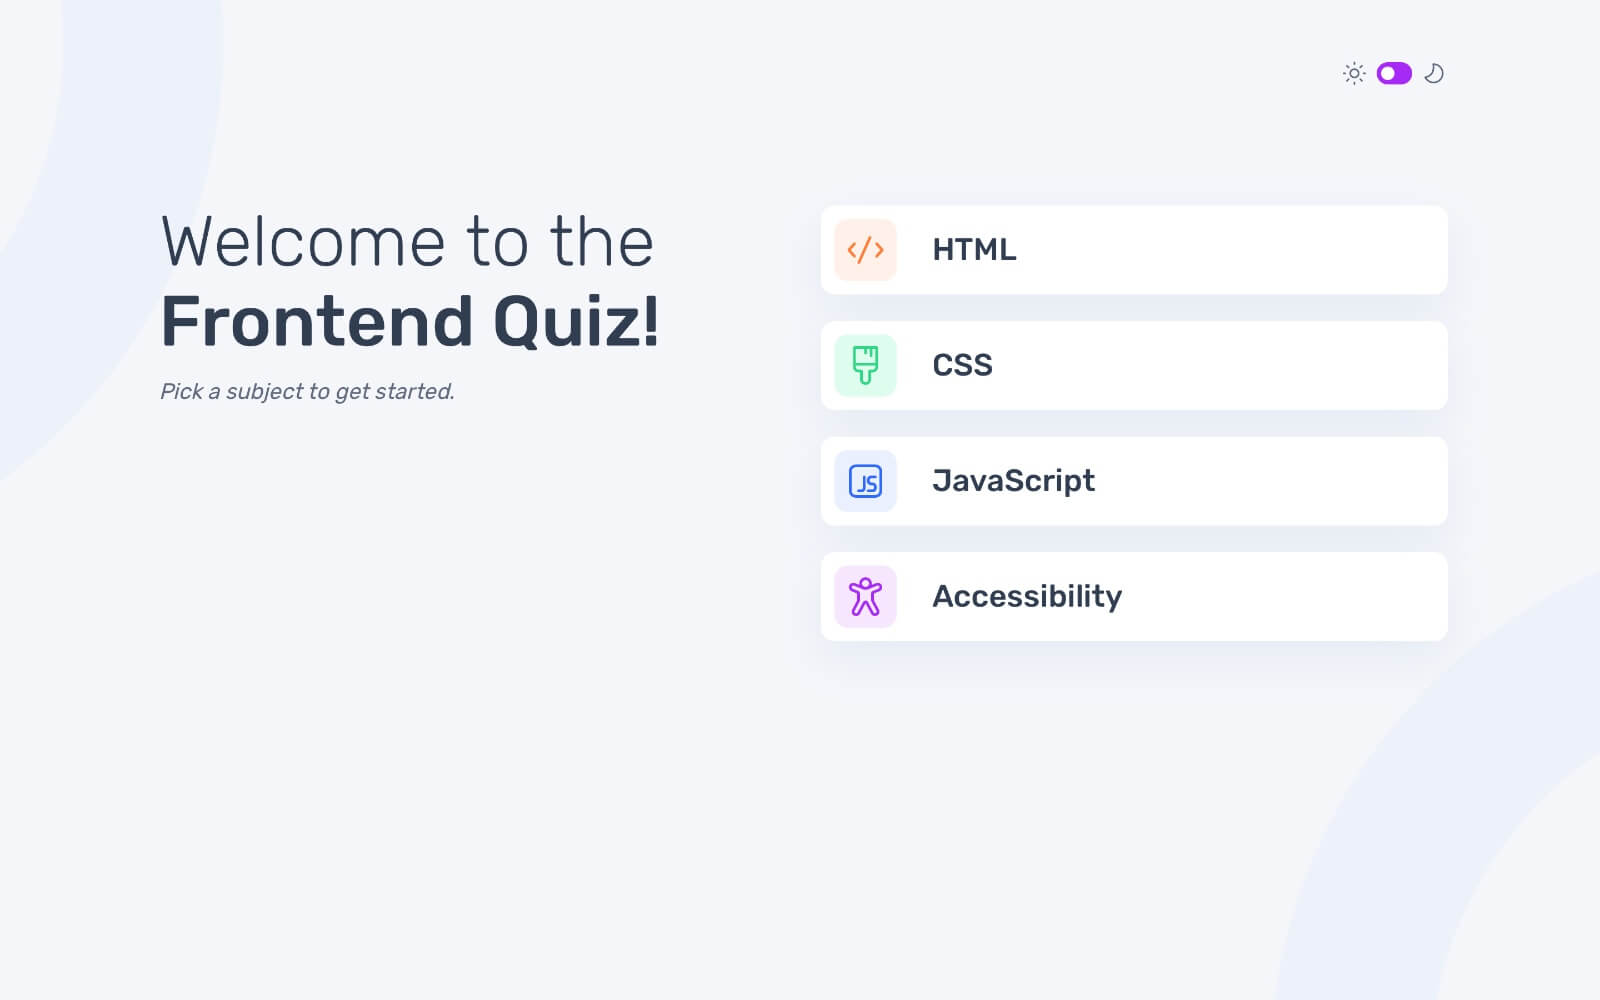 Welcome to the
Frontend Quiz!
Pick a subject to get started.
HTML
CSS
JS
JavaScript
Accessibility